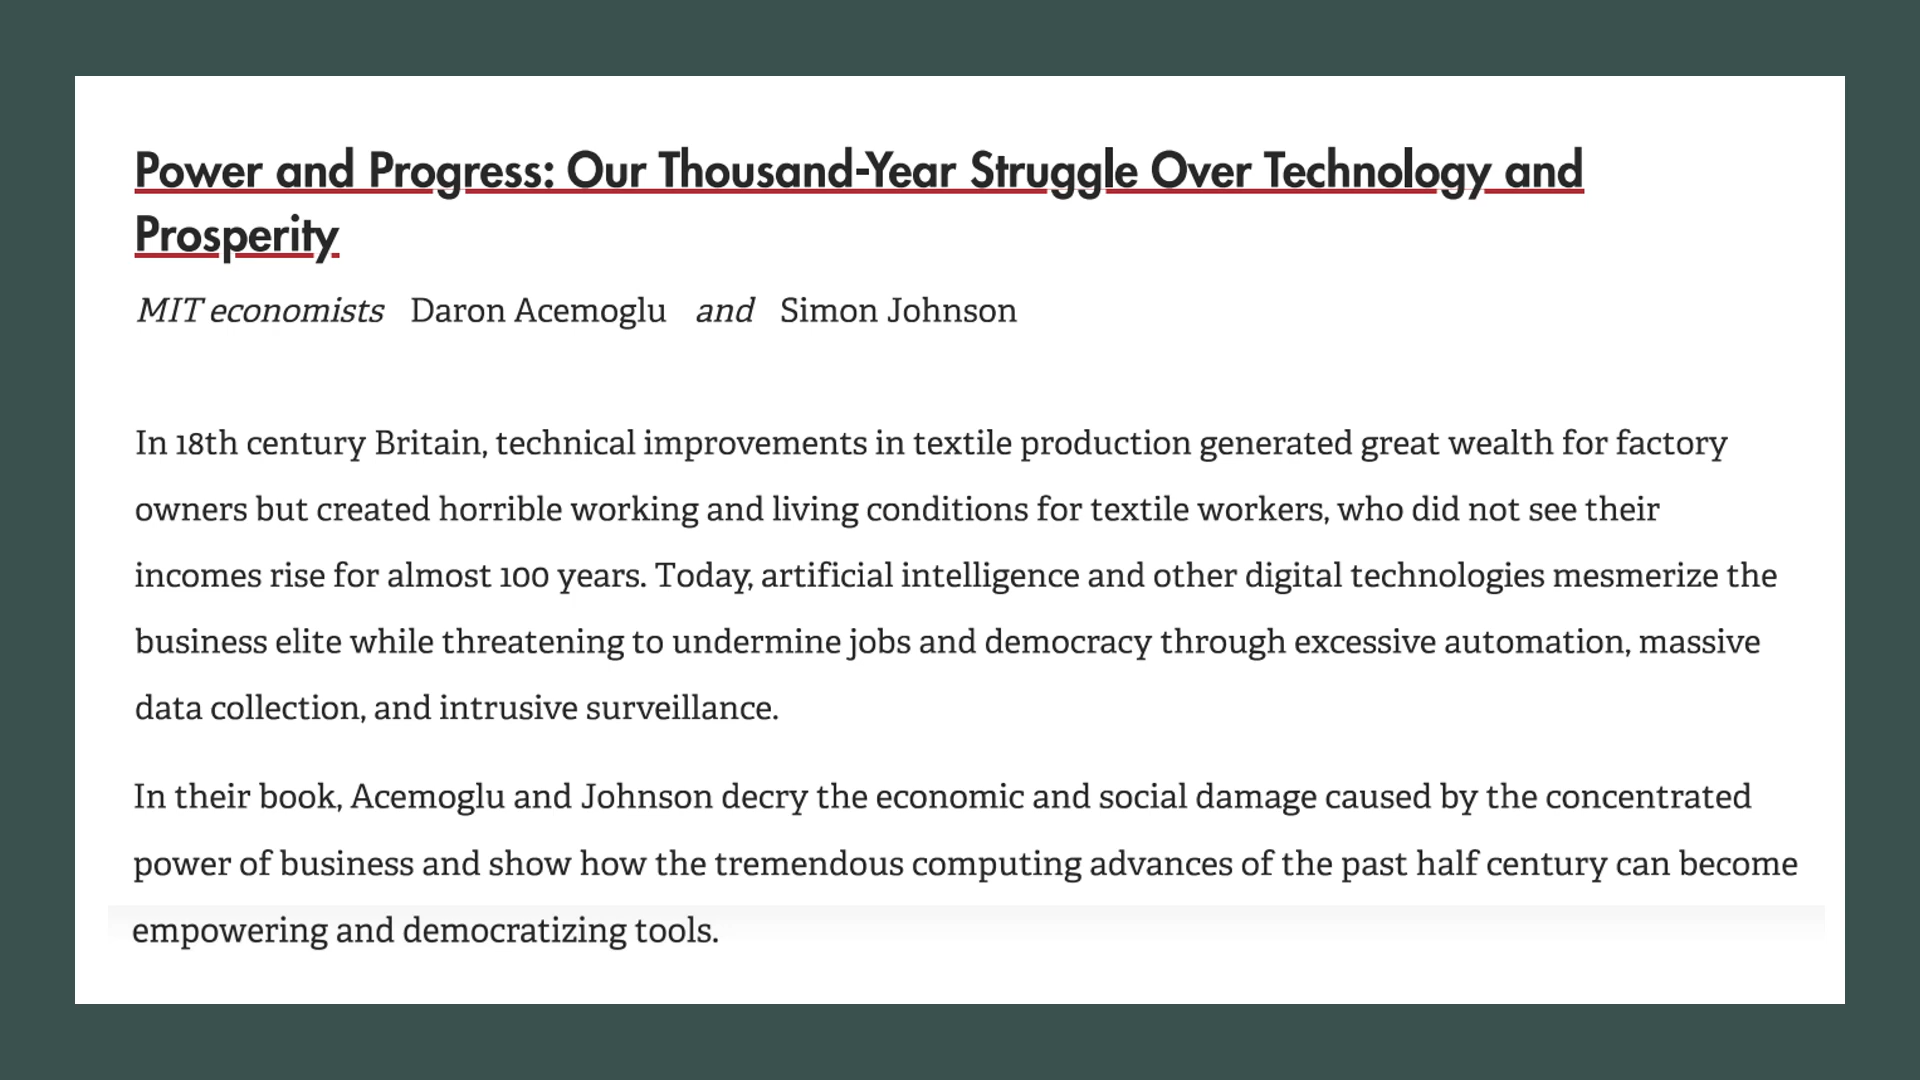 Power and Progress: Our Thousand-Year Struggle Over Technology and
Prosperity
MIT economists Daron Acemoglu and Simon Johnson
In 18th century Britain, technical improvements in textile production generated great wealth for factory
owners but created horrible working and living conditions for textile workers, who did not see their
incomes rise for almost 100 years. Today, artificial intelligence and other digital technologies mesmerize the
business elite while threatening to undermine jobs and democracy through excessive automation, massive
data collection, and intrusive surveillance.
In their book, Acemoglu and Johnson decry the economic and social damage caused by the concentrated
power of business and show how the tremendous computing advances of the past half century can become
empowering and democratizing tools.